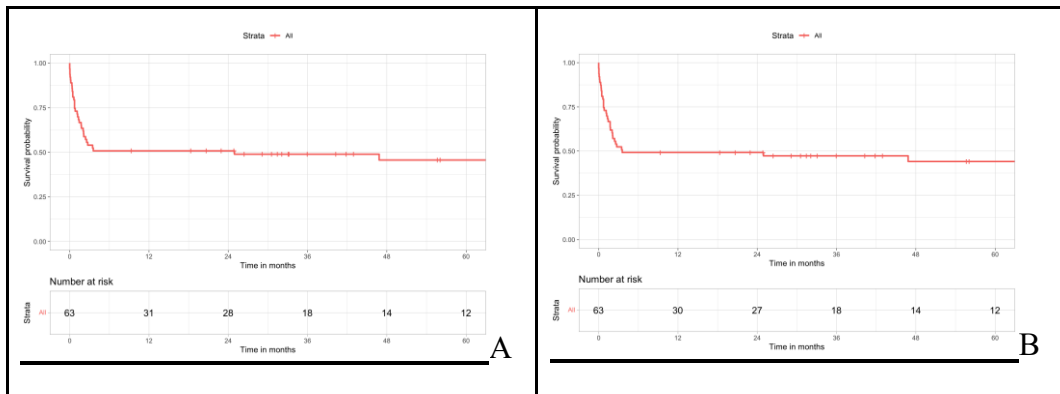 Strata All
1.00
0.75
0.50
0.25
0.00
Survival probability
0 12 24 36 48 60
Time in months
Number at risk
Strata
All 63 31 28 18 14 12
0 12 24 36 48 60
Time in months
A
Strata All
1.00
0.75
0.50
0.25
0.00
Survival probability
0 12 24 36 48 60
Time in months
Number at risk
Strata
All 63 30 27 18 14 12
0 12 24 36 48 60
Time in months
B